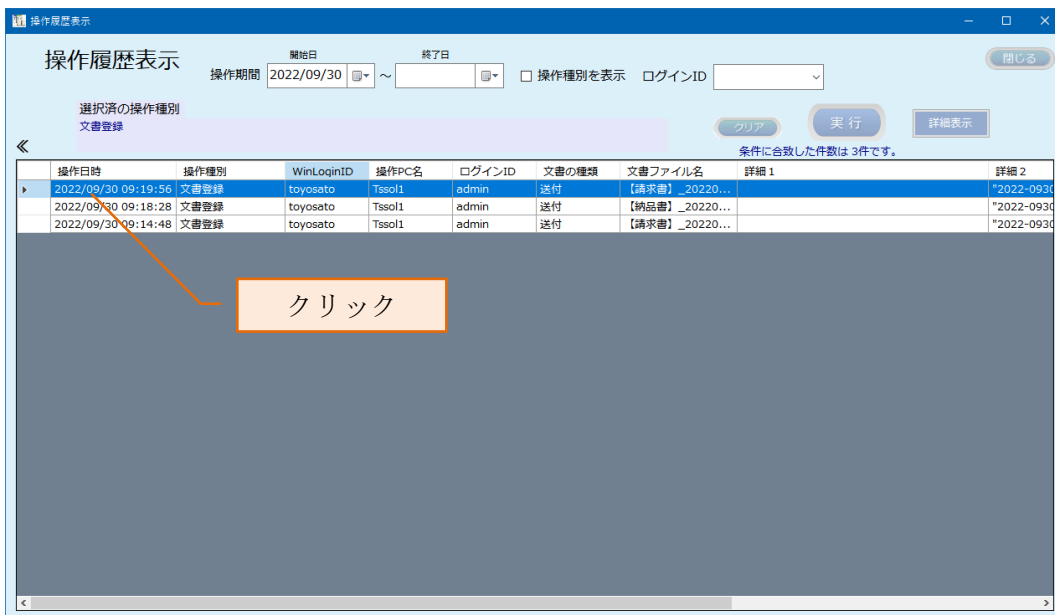 操作履歴表示
操作履歴表示
開始日 終了日
操作期間 2022/09/30 ～ 操作種別を表示 ログインID
閉じる
選択済の操作種別
文書登録
クリア 実行 詳細表示
条件に合致した件数は 3件です。
操作日時 操作種別 WinLoginID 操作PC名 ログインID 文書の種類 文書ファイル名 詳細1 詳細2
2022/09/30 09:19:56 文書登録 toyosato Tssol1 admin 送付 【請求書】_20220... "2022-0930
2022/09/30 09:18:28 文書登録 toyosato Tssol1 admin 送付 【納品書】_20220... "2022-0930
2022/09/30 09:14:48 文書登録 toyosato Tssol1 admin 送付 【請求書】_20220... "2022-0930
クリック